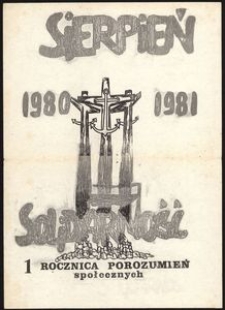 SiERPIEŃ
1980 1981
SOLIDARNOŚĆ
1 ROCZNICA POROZUMIEŃ
społecznych